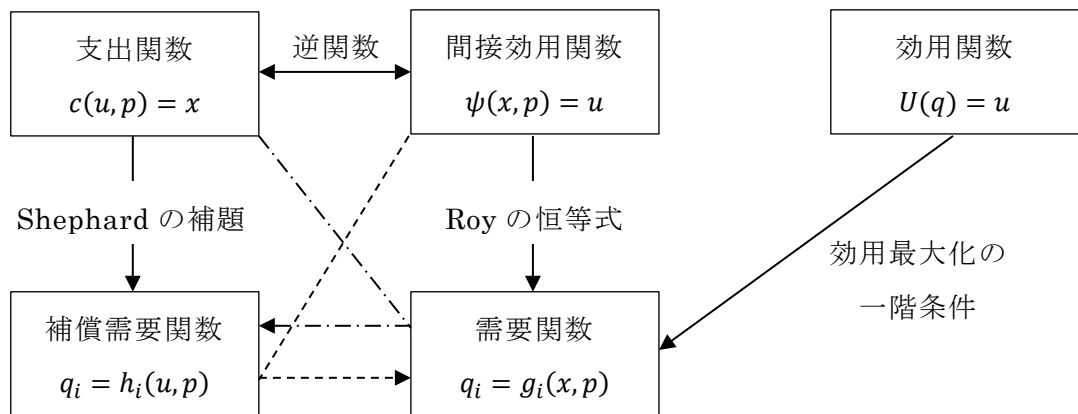 支出関数
c(u, p) = x
逆関数
間接効用関数
ψ(x, p) = u
効用関数
U(q) = u
Shephard の補題
Roy の恒等式
効用最大化の
一階条件
補償需要関数
q_i = h_i(u, p)
需要関数
q_i = g_i(x, p)